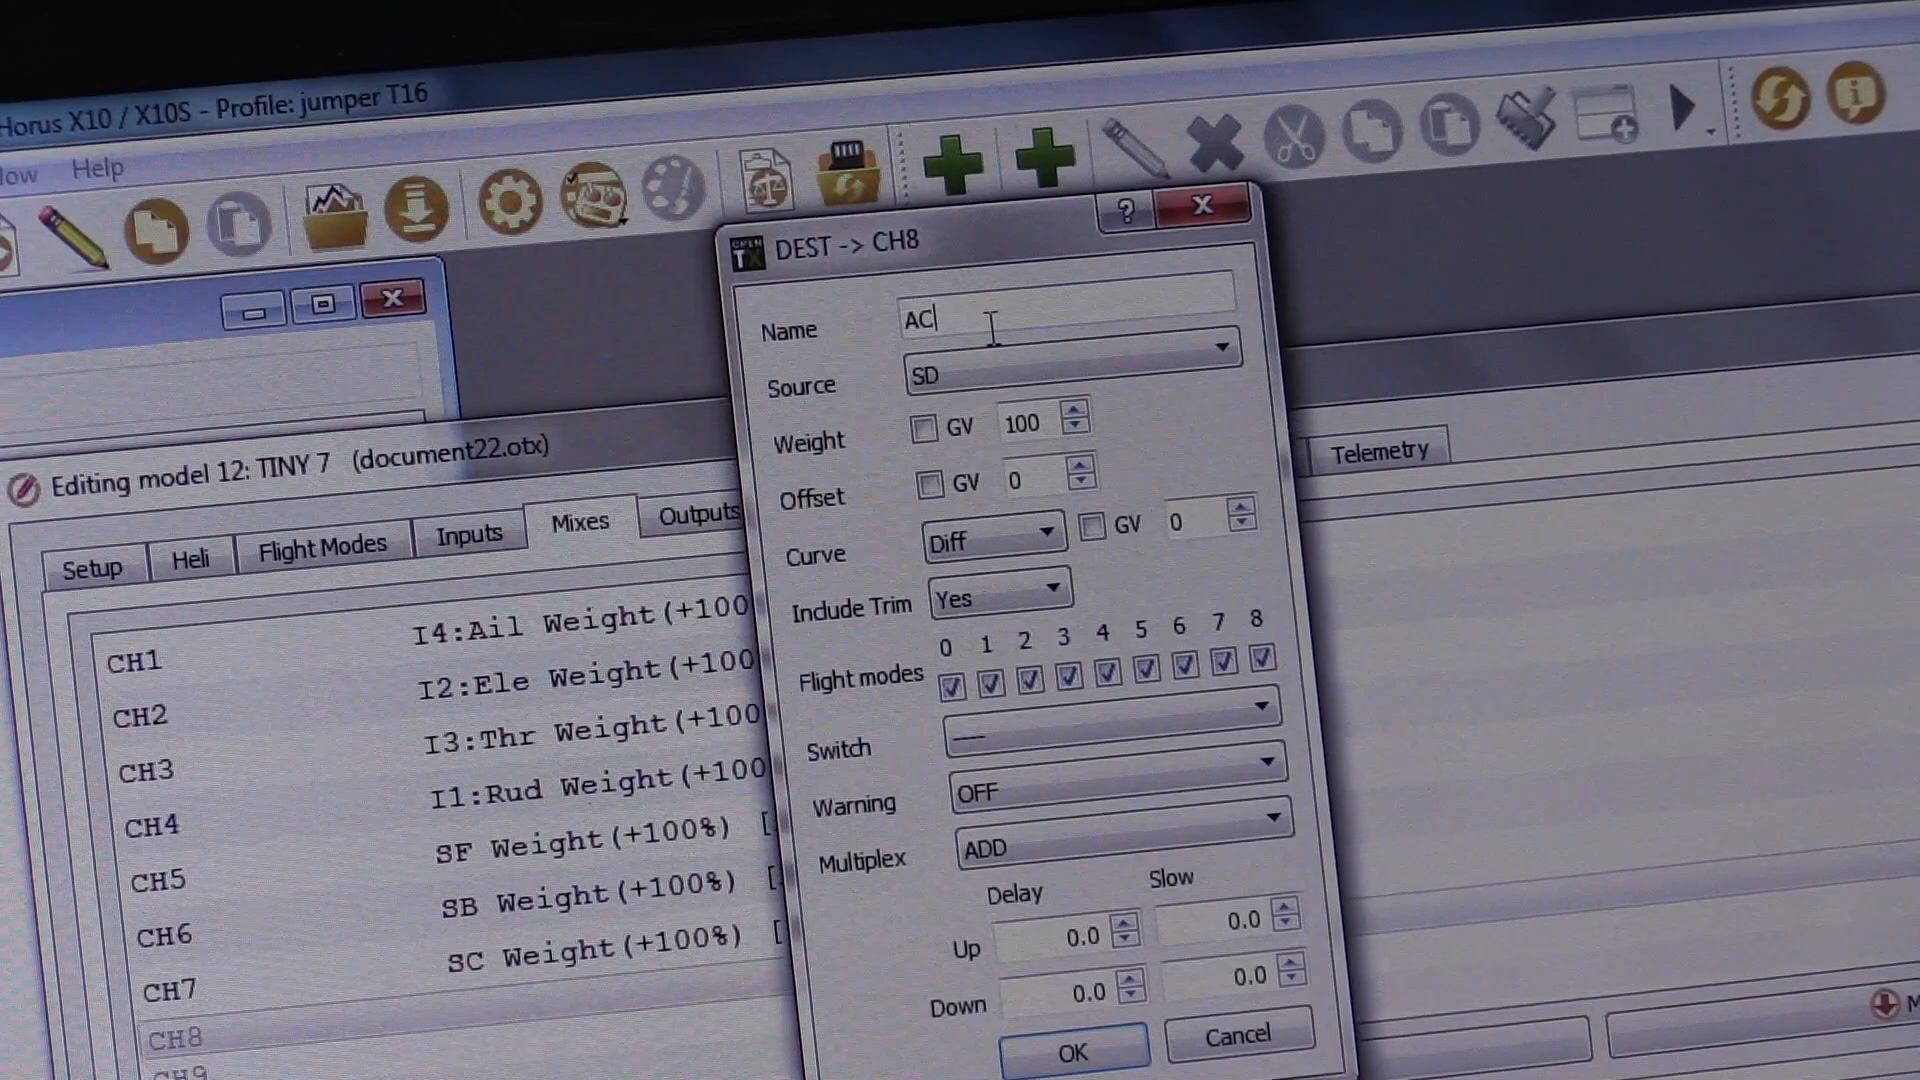 Horus X10 / X10S - Profile: jumper T16
Help
OPEN TX
DEST -> CH8
?
X
Name
AC
Source
SD
Weight
GV
100
Offset
GV
0
Curve
Diff
GV
0
Include Trim
Yes
0 1 2 3 4 5 6 7 8
Flight modes
Switch
----
Warning
OFF
Multiplex
ADD
Delay
Slow
Up
0.0
0.0
Down
0.0
0.0
OK
Cancel
Editing model 12: TINY 7 (document22.otx)
Setup
Heli
Flight Modes
Inputs
Mixes
Outputs
Telemetry
CH1
I4:Ail Weight(+100
CH2
I2:Ele Weight(+100
CH3
I3:Thr Weight(+100
CH4
I1:Rud Weight(+100
CH5
SF Weight(+100%) [
CH6
SB Weight(+100%) [
CH7
SC Weight(+100%) [
CH8
CH9